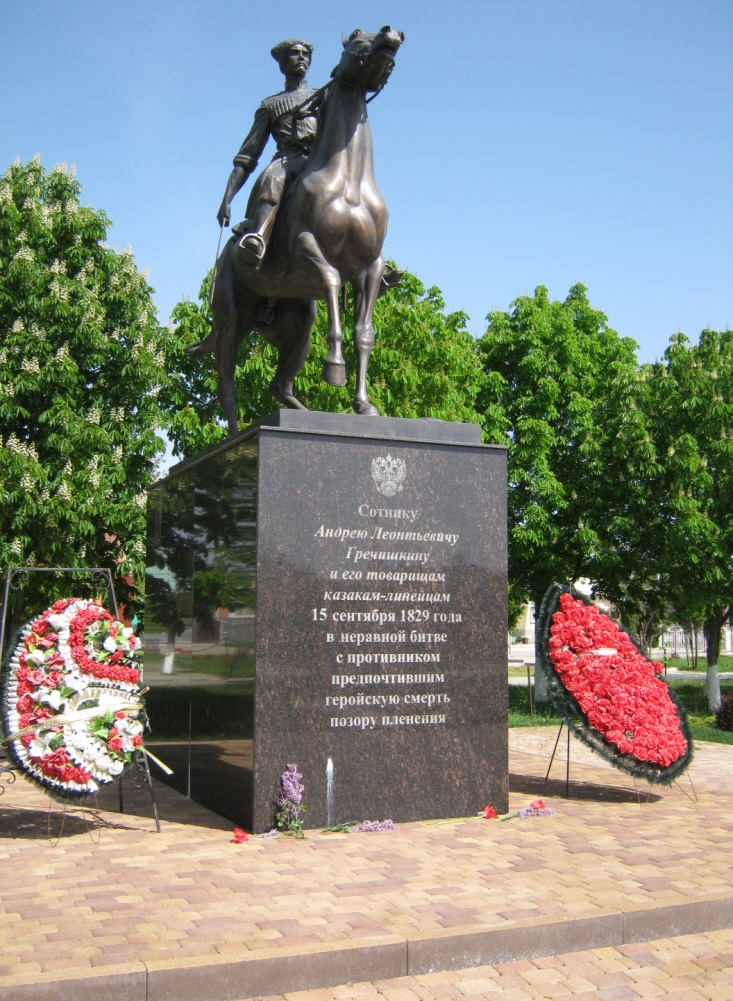 Сотнику
Андрею Леонтьевичу
Гречишкину
и его товарищам
казакам-линейцам
15 сентября 1829 года
в неравной битве
с противником
предпочтившим
геройскую смерть
позору пленения